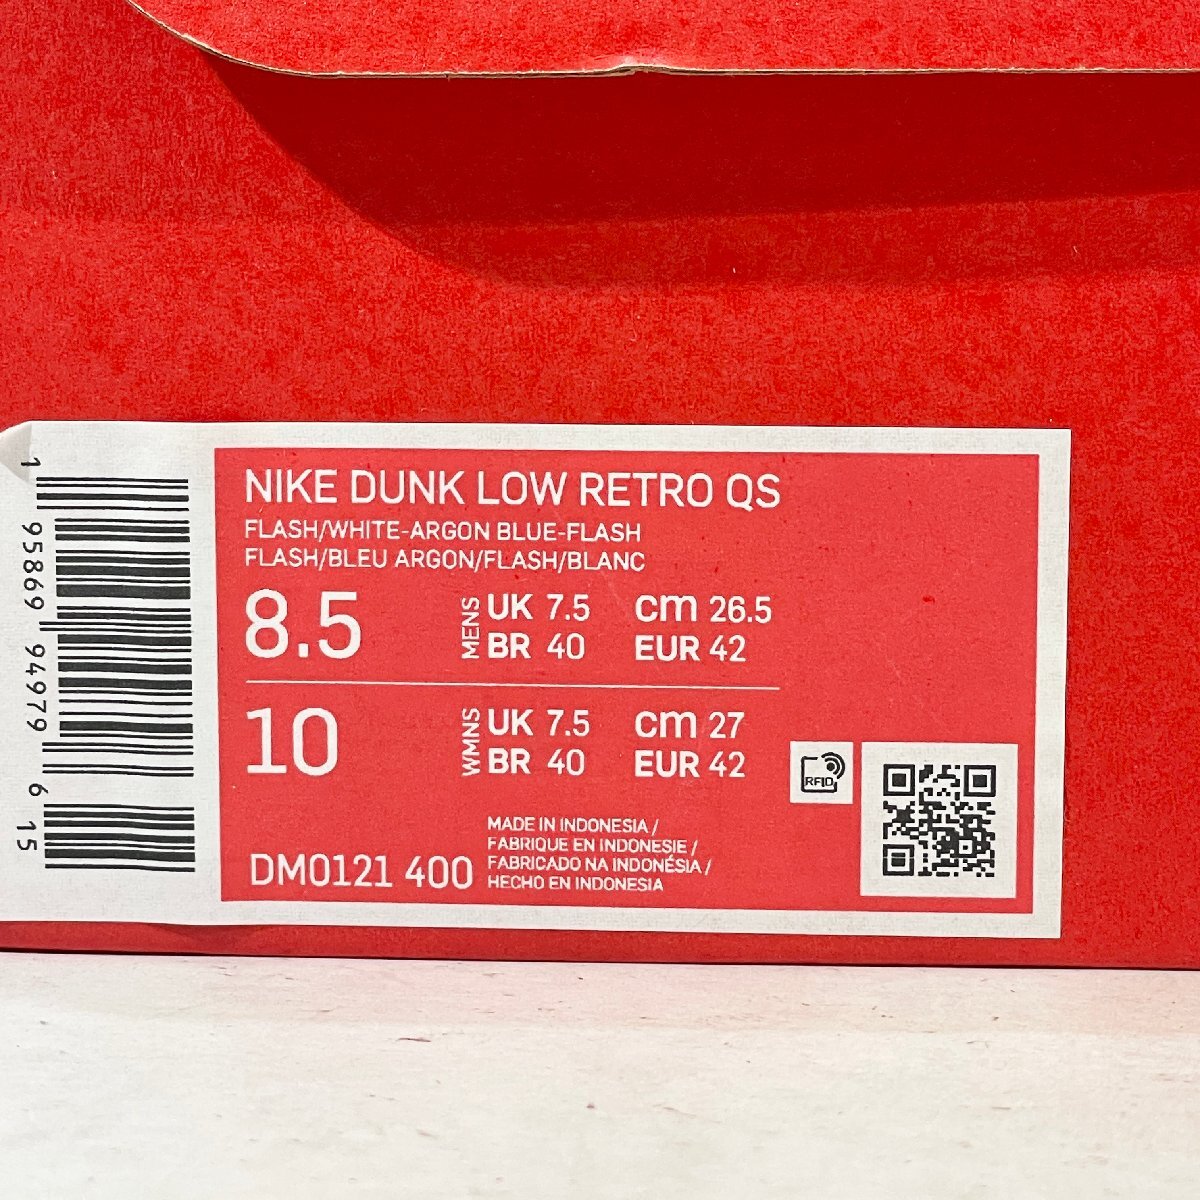 NIKE DUNK LOW RETRO QS
FLASH/WHITE-ARGON BLUE-FLASH
FLASH/BLEU ARGON/FLASH/BLANC
8.5 MENS UK 7.5 cm 26.5
BR 40 EUR 42
10 WMNS UK 7.5 cm 27
BR 40 EUR 42
RFID
DM0121 400
MADE IN INDONESIA /
FABRIQUE EN INDONESIE /
FABRICADO NA INDONÉSIA /
HECHO EN INDONESIA
1 95869 94979 6 15